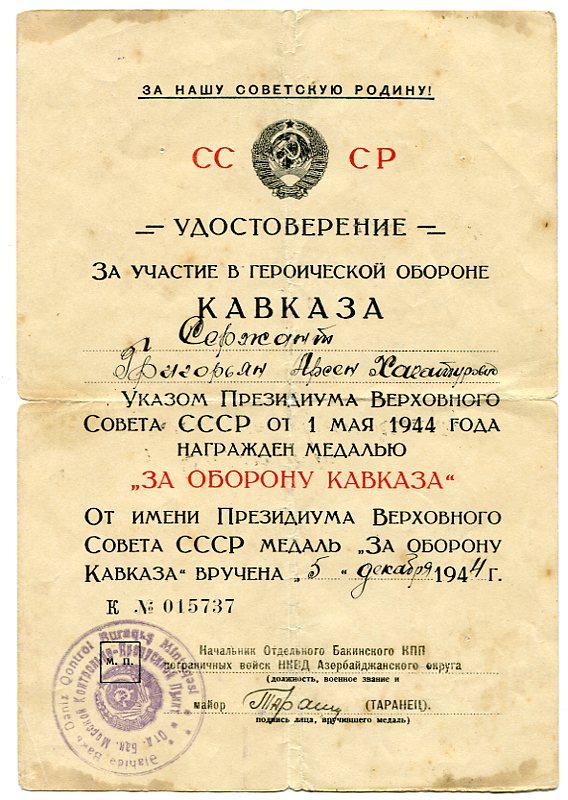 ЗА НАШУ СОВЕТСКУЮ РОДИНУ!
СС СР
УДОСТОВЕРЕНИЕ
ЗА УЧАСТИЕ В ГЕРОИЧЕСКОЙ ОБОРОНЕ
КАВКАЗА
Сержант
Григорьян Арсен Хачатурович
УКАЗОМ ПРЕЗИДИУМА ВЕРХОВНОГО
СОВЕТА СССР ОТ 1 МАЯ 1944 ГОДА
НАГРАЖДЕН МЕДАЛЬЮ
„ЗА ОБОРОНУ КАВКАЗА“
ОТ ИМЕНИ ПРЕЗИДИУМА ВЕРХОВНОГО
СОВЕТА СССР МЕДАЛЬ „ЗА ОБОРОНУ
КАВКАЗА“ ВРУЧЕНА „5“ декабря 1944 Г.
К № 015737
Начальник Отдельного Бакинского КПП
пограничных войск НКВД Азербайджанского округа
(должность, военное звание и
майор (ТАРАНЕЦ).
подпись лица, вручившего медаль)
М. П.